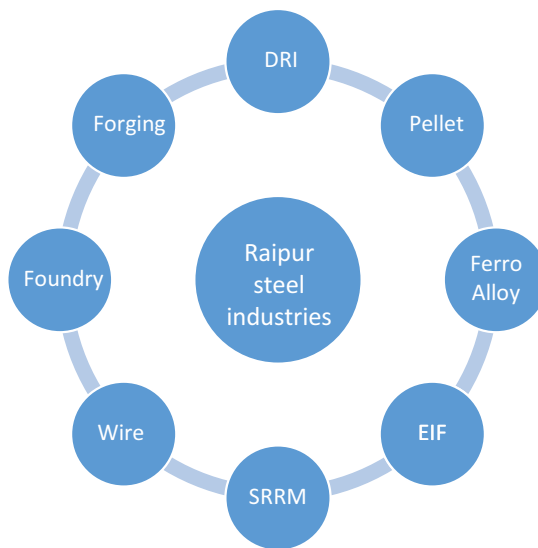 DRI
Pellet
Ferro
Alloy
EIF
SRRM
Wire
Foundry
Forging
Raipur
steel
industries